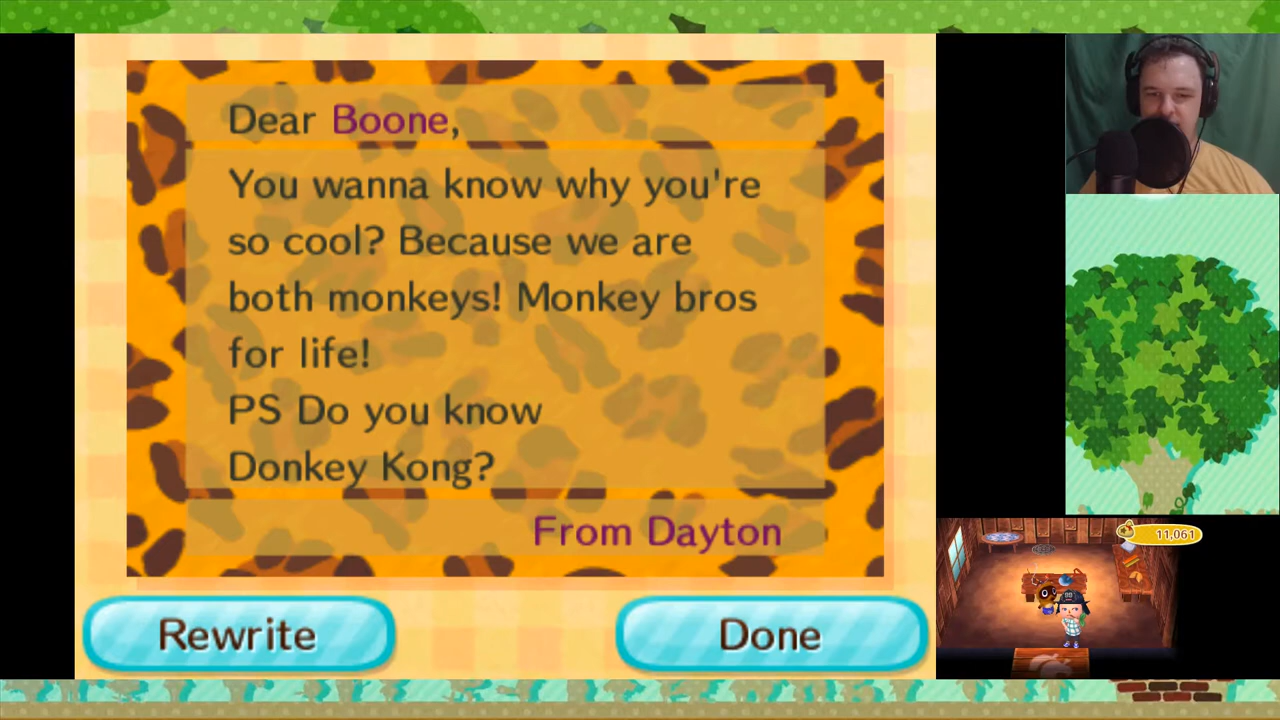 Dear Boone,
You wanna know why you're
so cool? Because we are
both monkeys! Monkey bros
for life!
PS Do you know
Donkey Kong?
From Dayton
Rewrite
Done
11,061